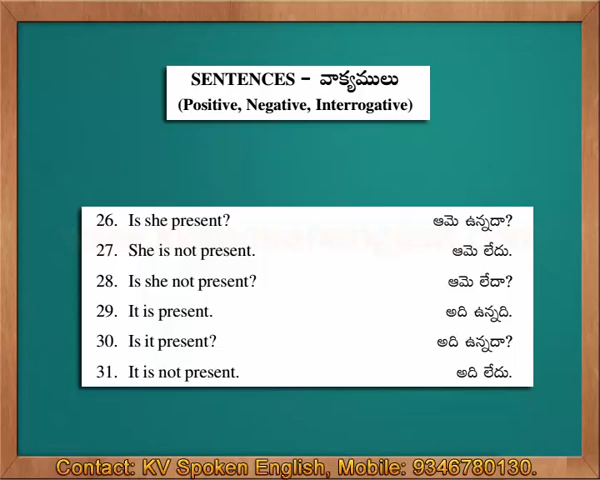 SENTENCES – వాక్యములు
(Positive, Negative, Interrogative)
26. Is she present? ఆమె ఉన్నదా?
27. She is not present. ఆమె లేదు.
28. Is she not present? ఆమె లేదా?
29. It is present. అది ఉన్నది.
30. Is it present? అది ఉన్నదా?
31. It is not present. అది లేదు.
Contact: KV Spoken English, Mobile: 9346780130.